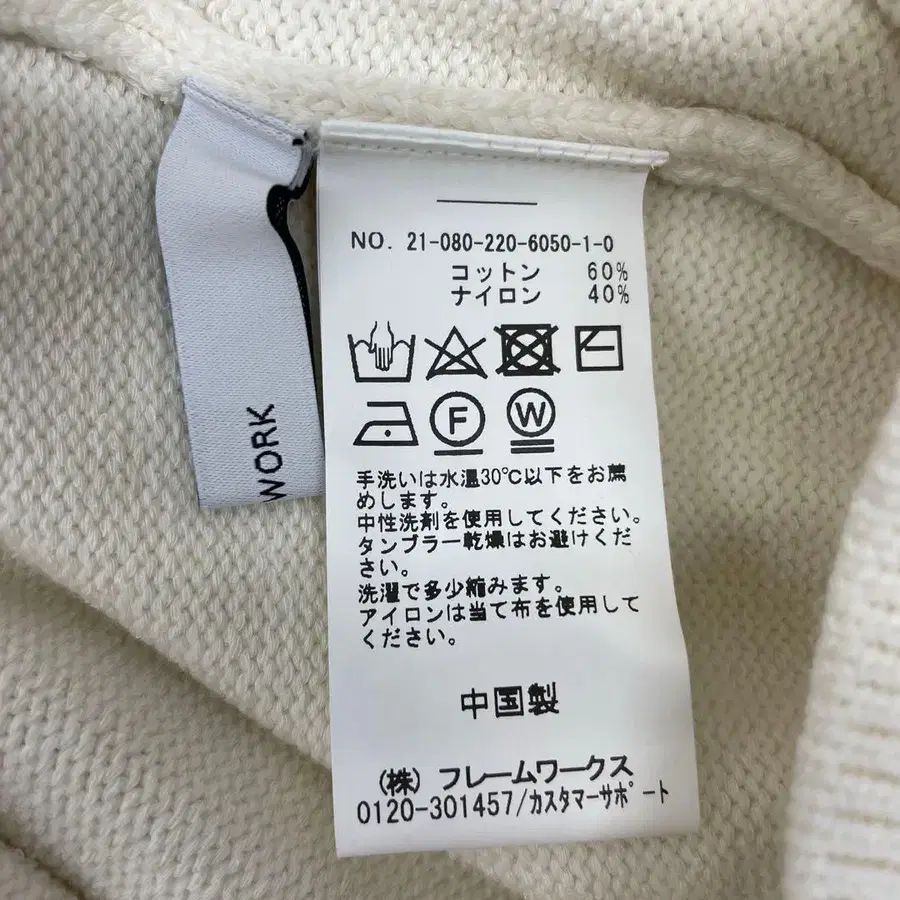 WORK
NO. 21-080-220-6050-1-0
コットン 60%
ナイロン 40%
F W
手洗いは水温30℃以下をお薦
めします。
中性洗剤を使用してください。
タンブラー乾燥はお避けくだ
さい。
洗濯で多少縮みます。
アイロンは当て布を使用して
ください。
中国製
(株) フレームワークス
0120-301457/カスタマーサポート